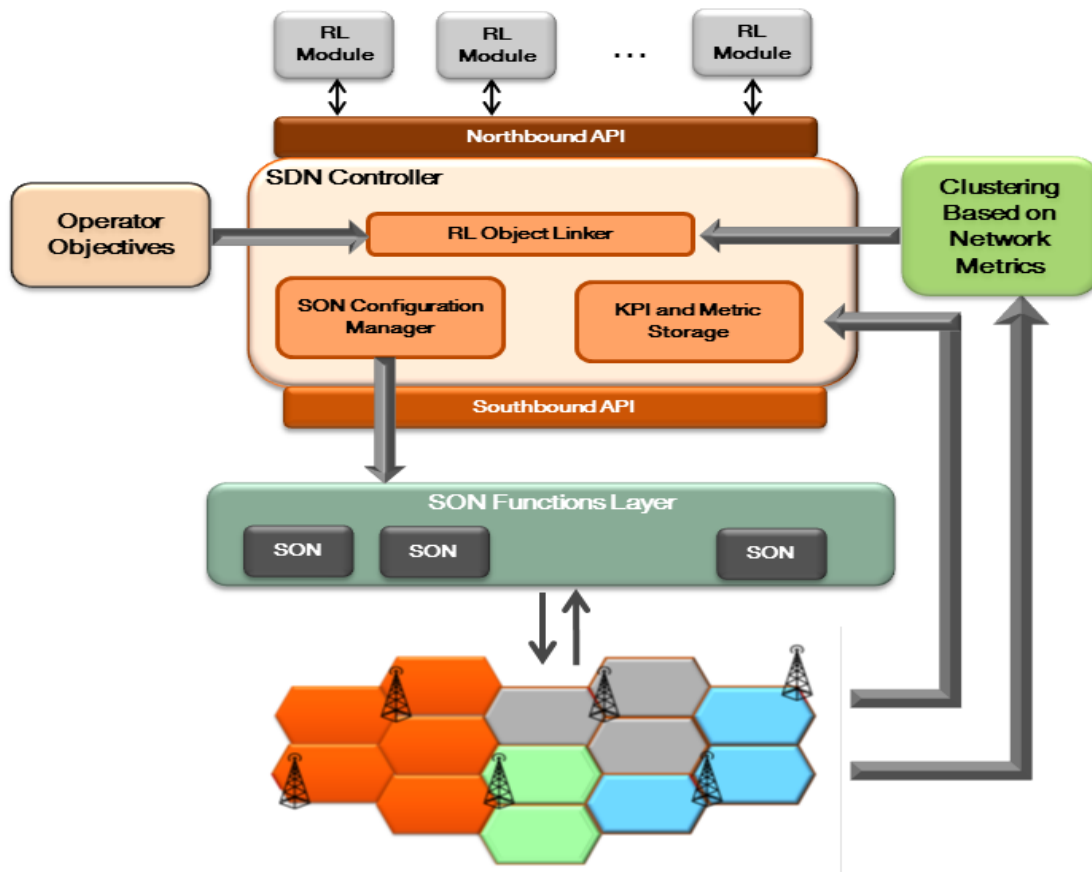 RL
Module
RL
Module
...
RL
Module
Northbound API
SDN Controller
Operator
Objectives
RL Object Linker
Clustering
Based on
Network
Metrics
SON Configuration
Manager
KPI and Metric
Storage
Southbound API
SON Functions Layer
SON
SON
SON